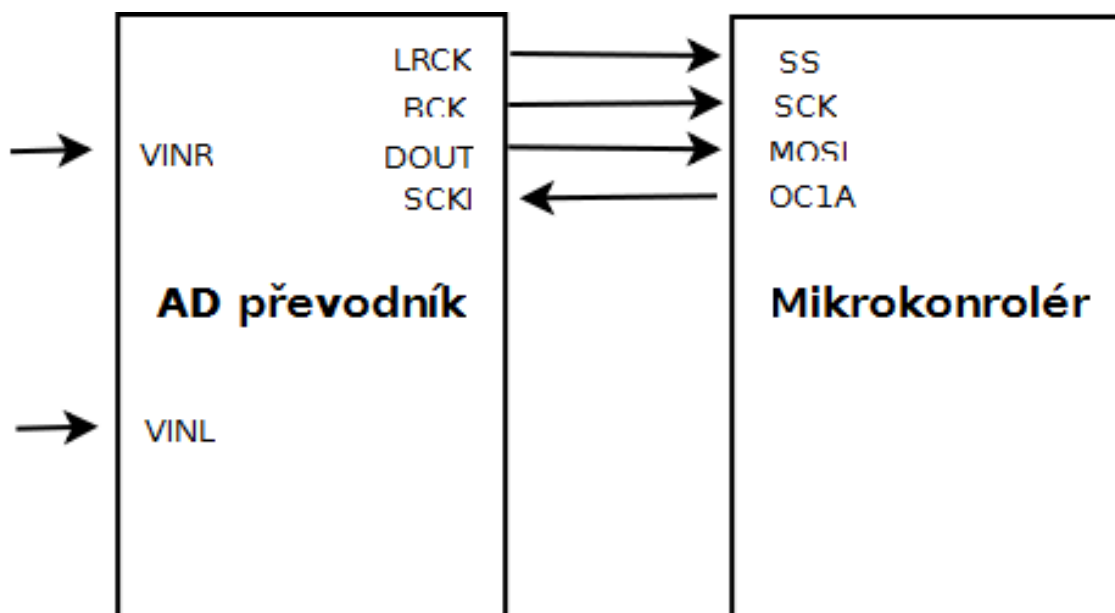 LRCK
BCK
DOUT
SCKI
VINR
AD převodník
VINL
SS
SCK
MOSI
OC1A
Mikrokonrolér